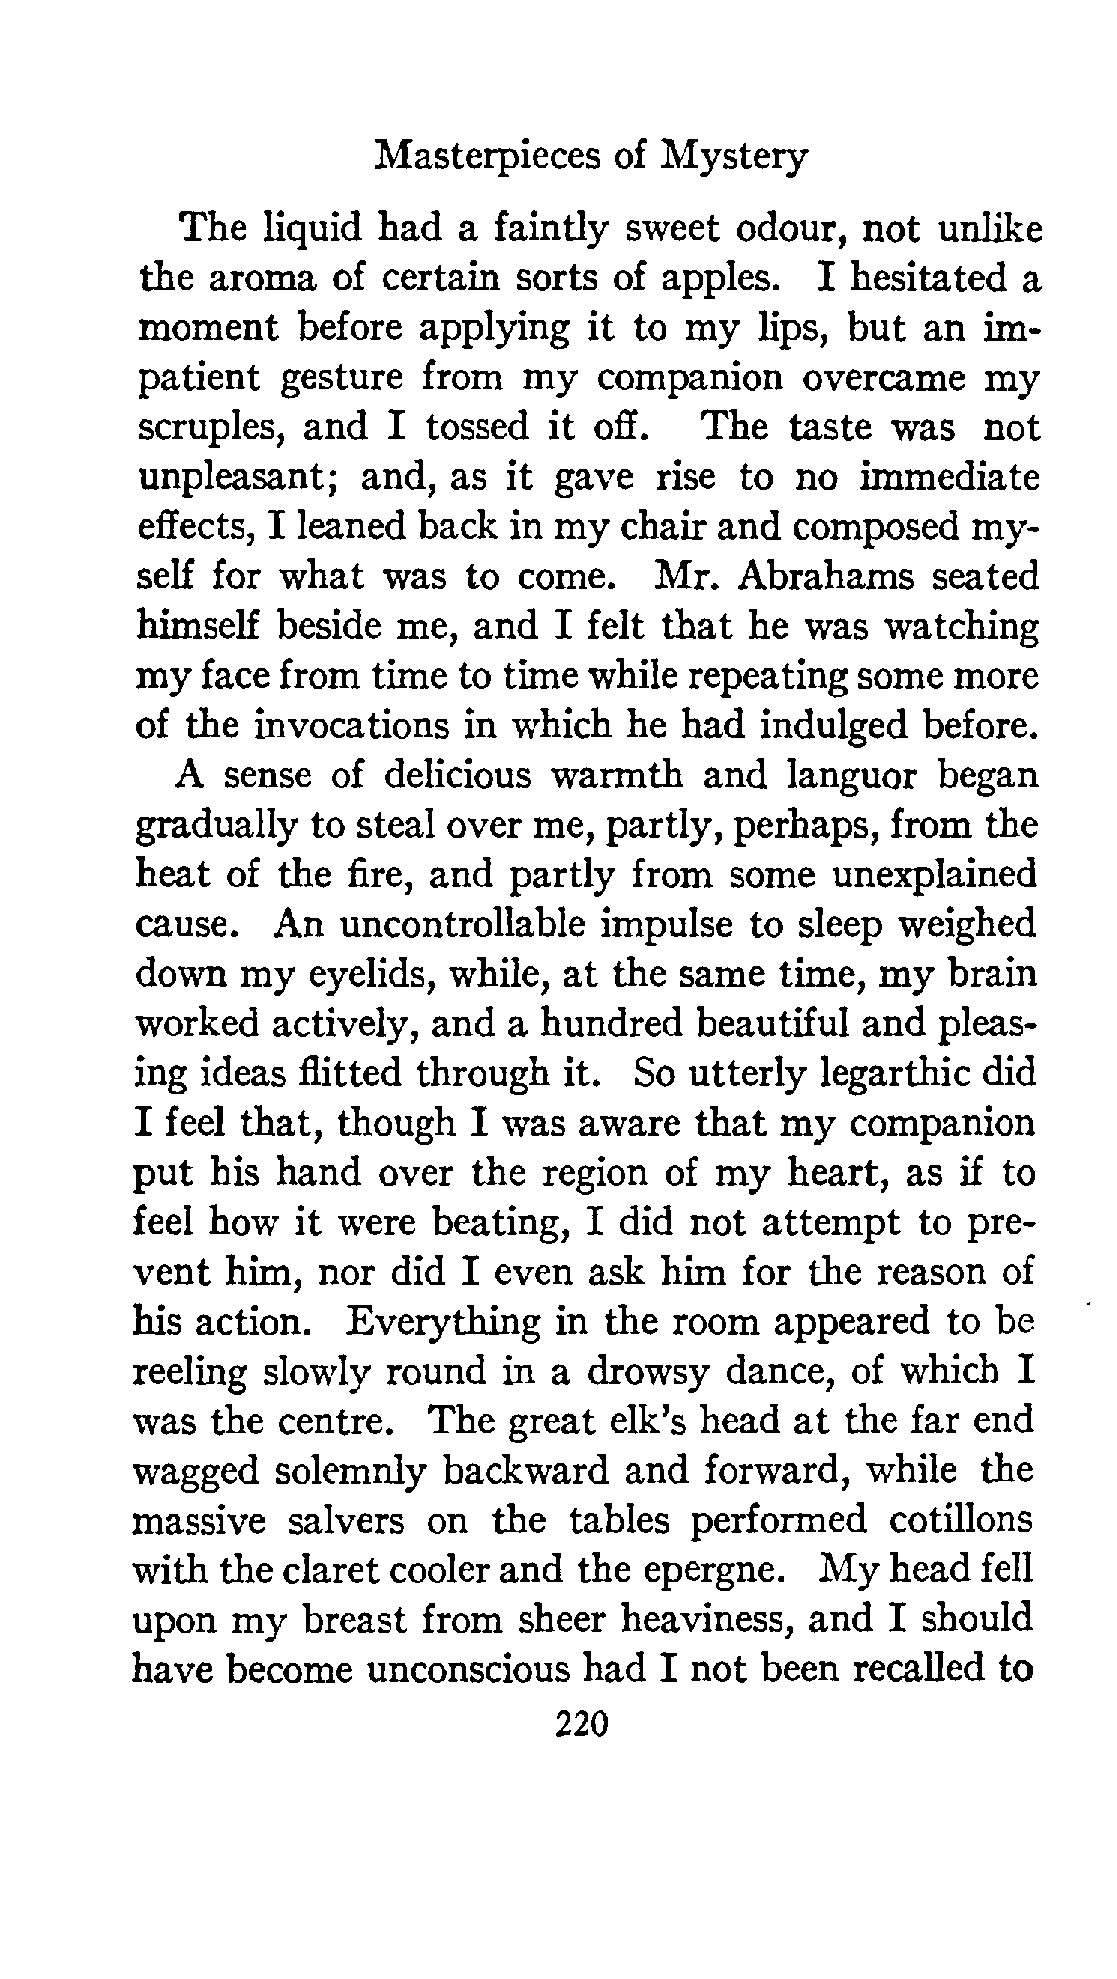 Masterpieces of Mystery
The liquid had a faintly sweet odour, not unlike
the aroma of certain sorts of apples. I hesitated a
moment before applying it to my lips, but an im-
patient gesture from my companion overcame my
scruples, and I tossed it off. The taste was not
unpleasant; and, as it gave rise to no immediate
effects, I leaned back in my chair and composed my-
self for what was to come. Mr. Abrahams seated
himself beside me, and I felt that he was watching
my face from time to time while repeating some more
of the invocations in which he had indulged before.
A sense of delicious warmth and languor began
gradually to steal over me, partly, perhaps, from the
heat of the fire, and partly from some unexplained
cause. An uncontrollable impulse to sleep weighed
down my eyelids, while, at the same time, my brain
worked actively, and a hundred beautiful and pleas-
ing ideas flitted through it. So utterly legarthic did
I feel that, though I was aware that my companion
put his hand over the region of my heart, as if to
feel how it were beating, I did not attempt to pre-
vent him, nor did I even ask him for the reason of
his action. Everything in the room appeared to be
reeling slowly round in a drowsy dance, of which I
was the centre. The great elk's head at the far end
wagged solemnly backward and forward, while the
massive salvers on the tables performed cotillons
with the claret cooler and the epergne. My head fell
upon my breast from sheer heaviness, and I should
have become unconscious had I not been recalled to
220